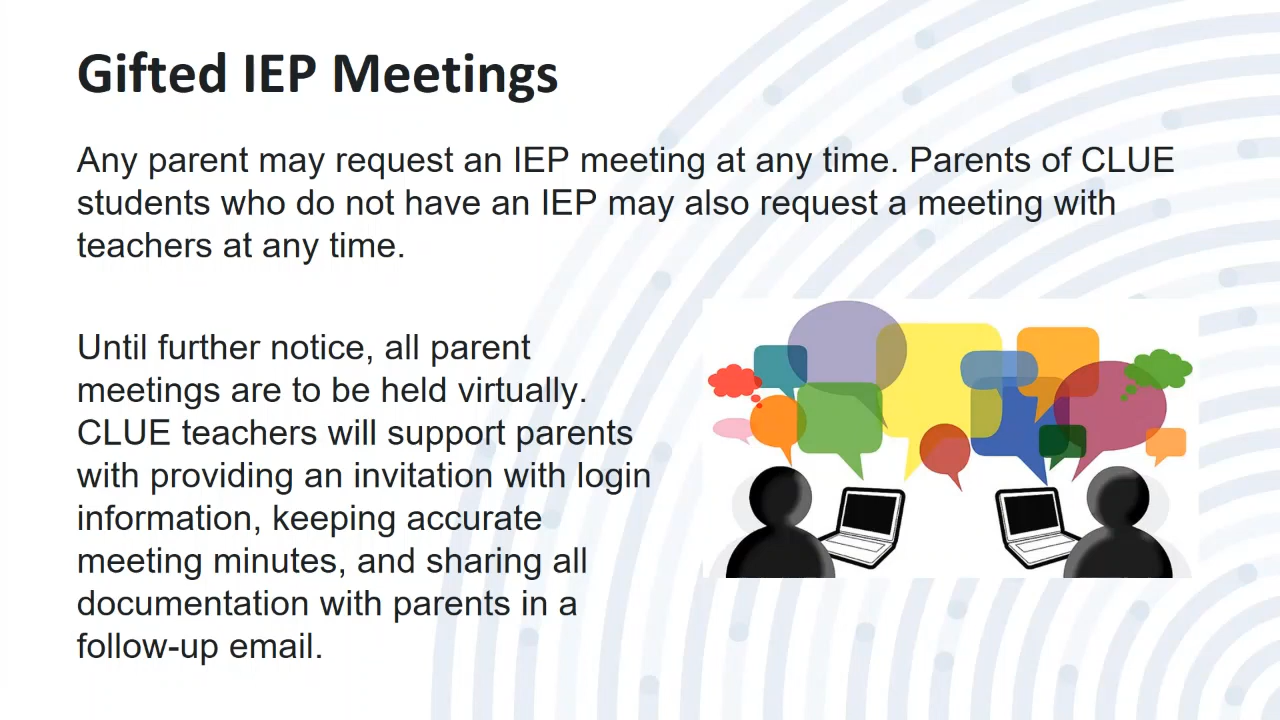 Gifted IEP Meetings
Any parent may request an IEP meeting at any time. Parents of CLUE
students who do not have an IEP may also request a meeting with
teachers at any time.
Until further notice, all parent
meetings are to be held virtually.
CLUE teachers will support parents
with providing an invitation with login
information, keeping accurate
meeting minutes, and sharing all
documentation with parents in a
follow-up email.